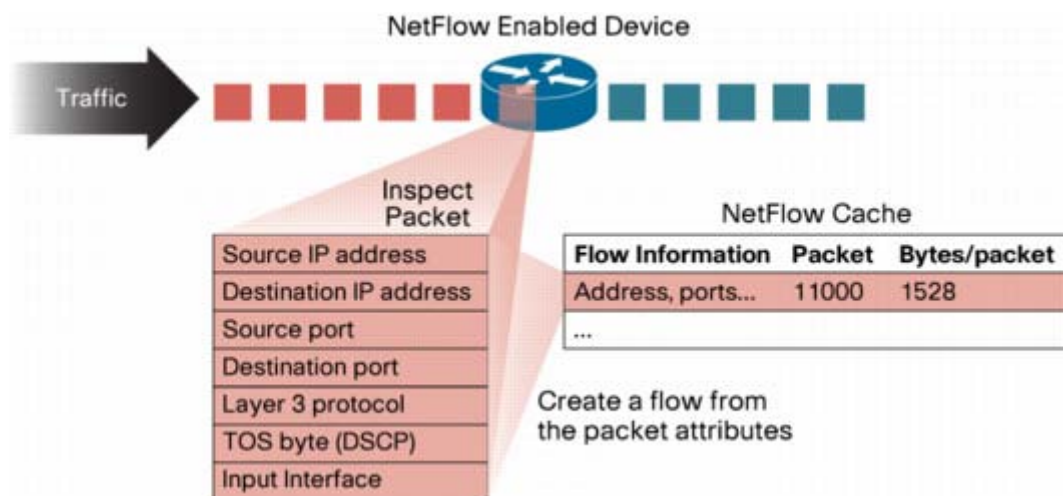 NetFlow Enabled Device
Traffic
Inspect
Packet
Source IP address
Destination IP address
Source port
Destination port
Layer 3 protocol
TOS byte (DSCP)
Input Interface
NetFlow Cache
Flow Information Packet Bytes/packet
Address, ports... 11000 1528
...
Create a flow from
the packet attributes